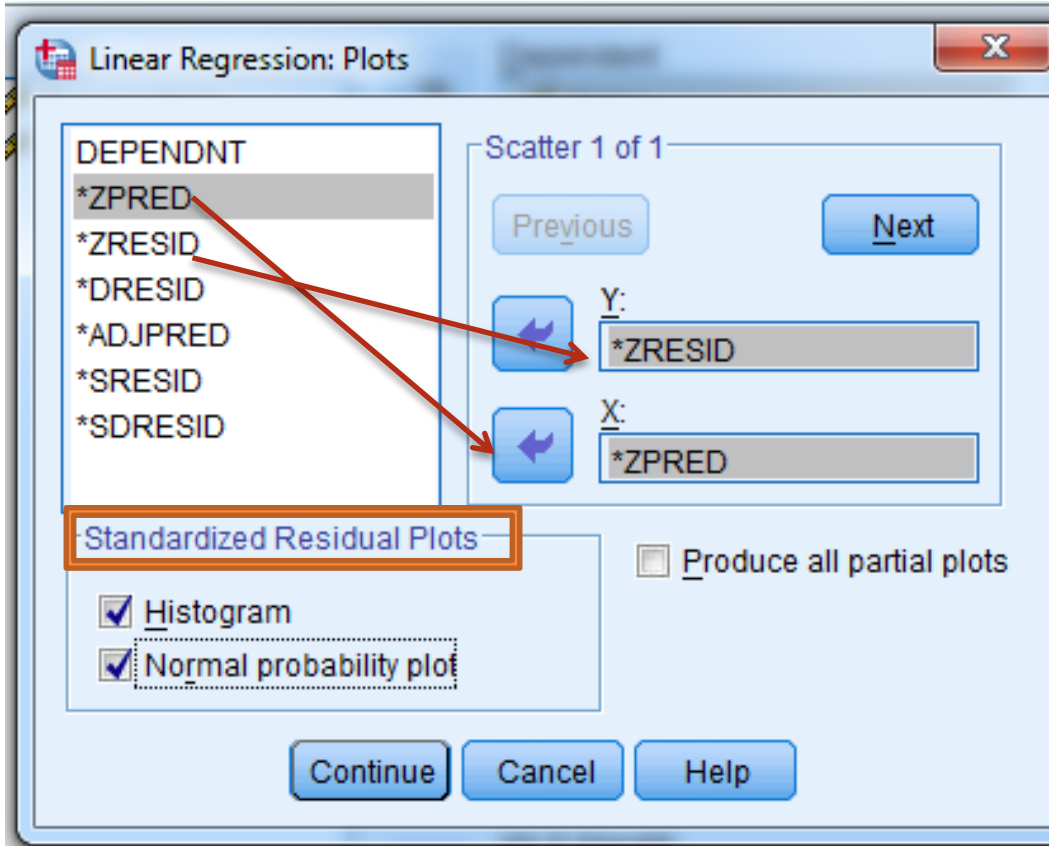 Linear Regression: Plots
DEPENDNT
*ZPRED
*ZRESID
*DRESID
*ADJPRED
*SRESID
*SDRESID
Scatter 1 of 1
Previous
Next
Y:
*ZRESID
X:
*ZPRED
Standardized Residual Plots
Histogram
Normal probability plot
Produce all partial plots
Continue
Cancel
Help